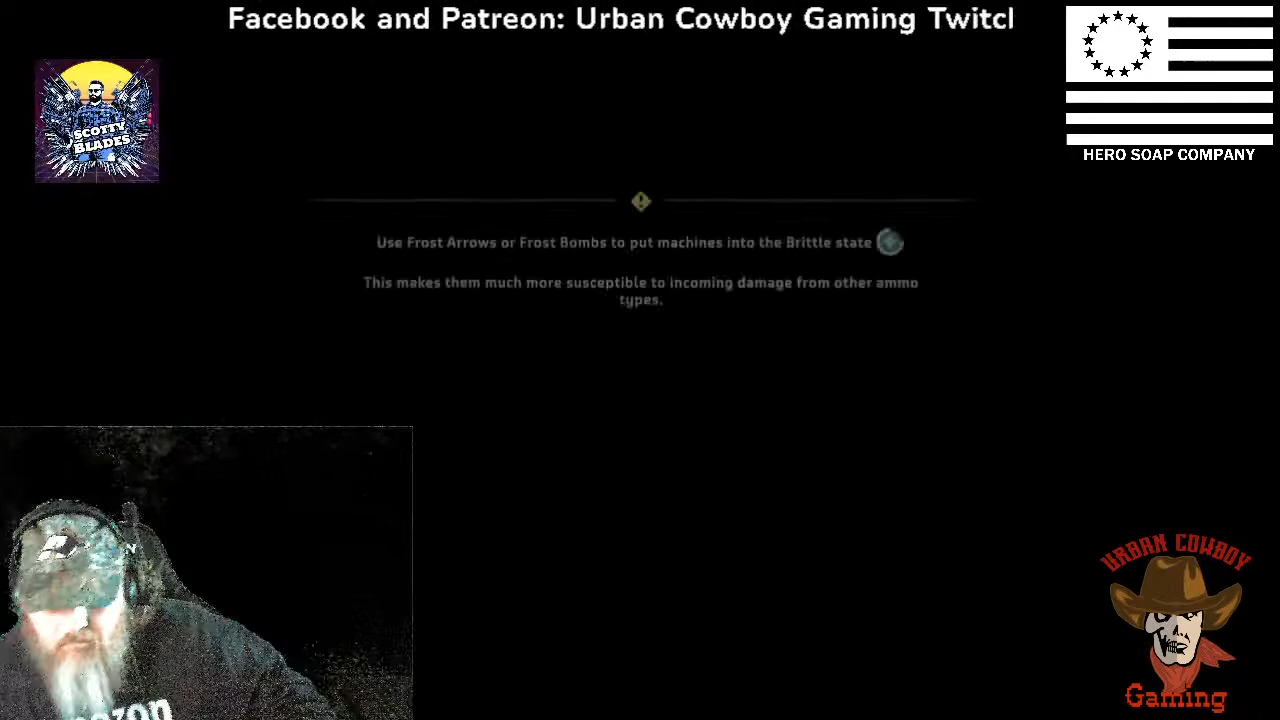 Facebook and Patreon: Urban Cowboy Gaming Twitcl
SCOTTY
BLADES
HERO SOAP COMPANY
Use Frost Arrows or Frost Bombs to put machines into the Brittle state
This makes them much more susceptible to incoming damage from other ammo
types.
URBAN COWBOY
Gaming